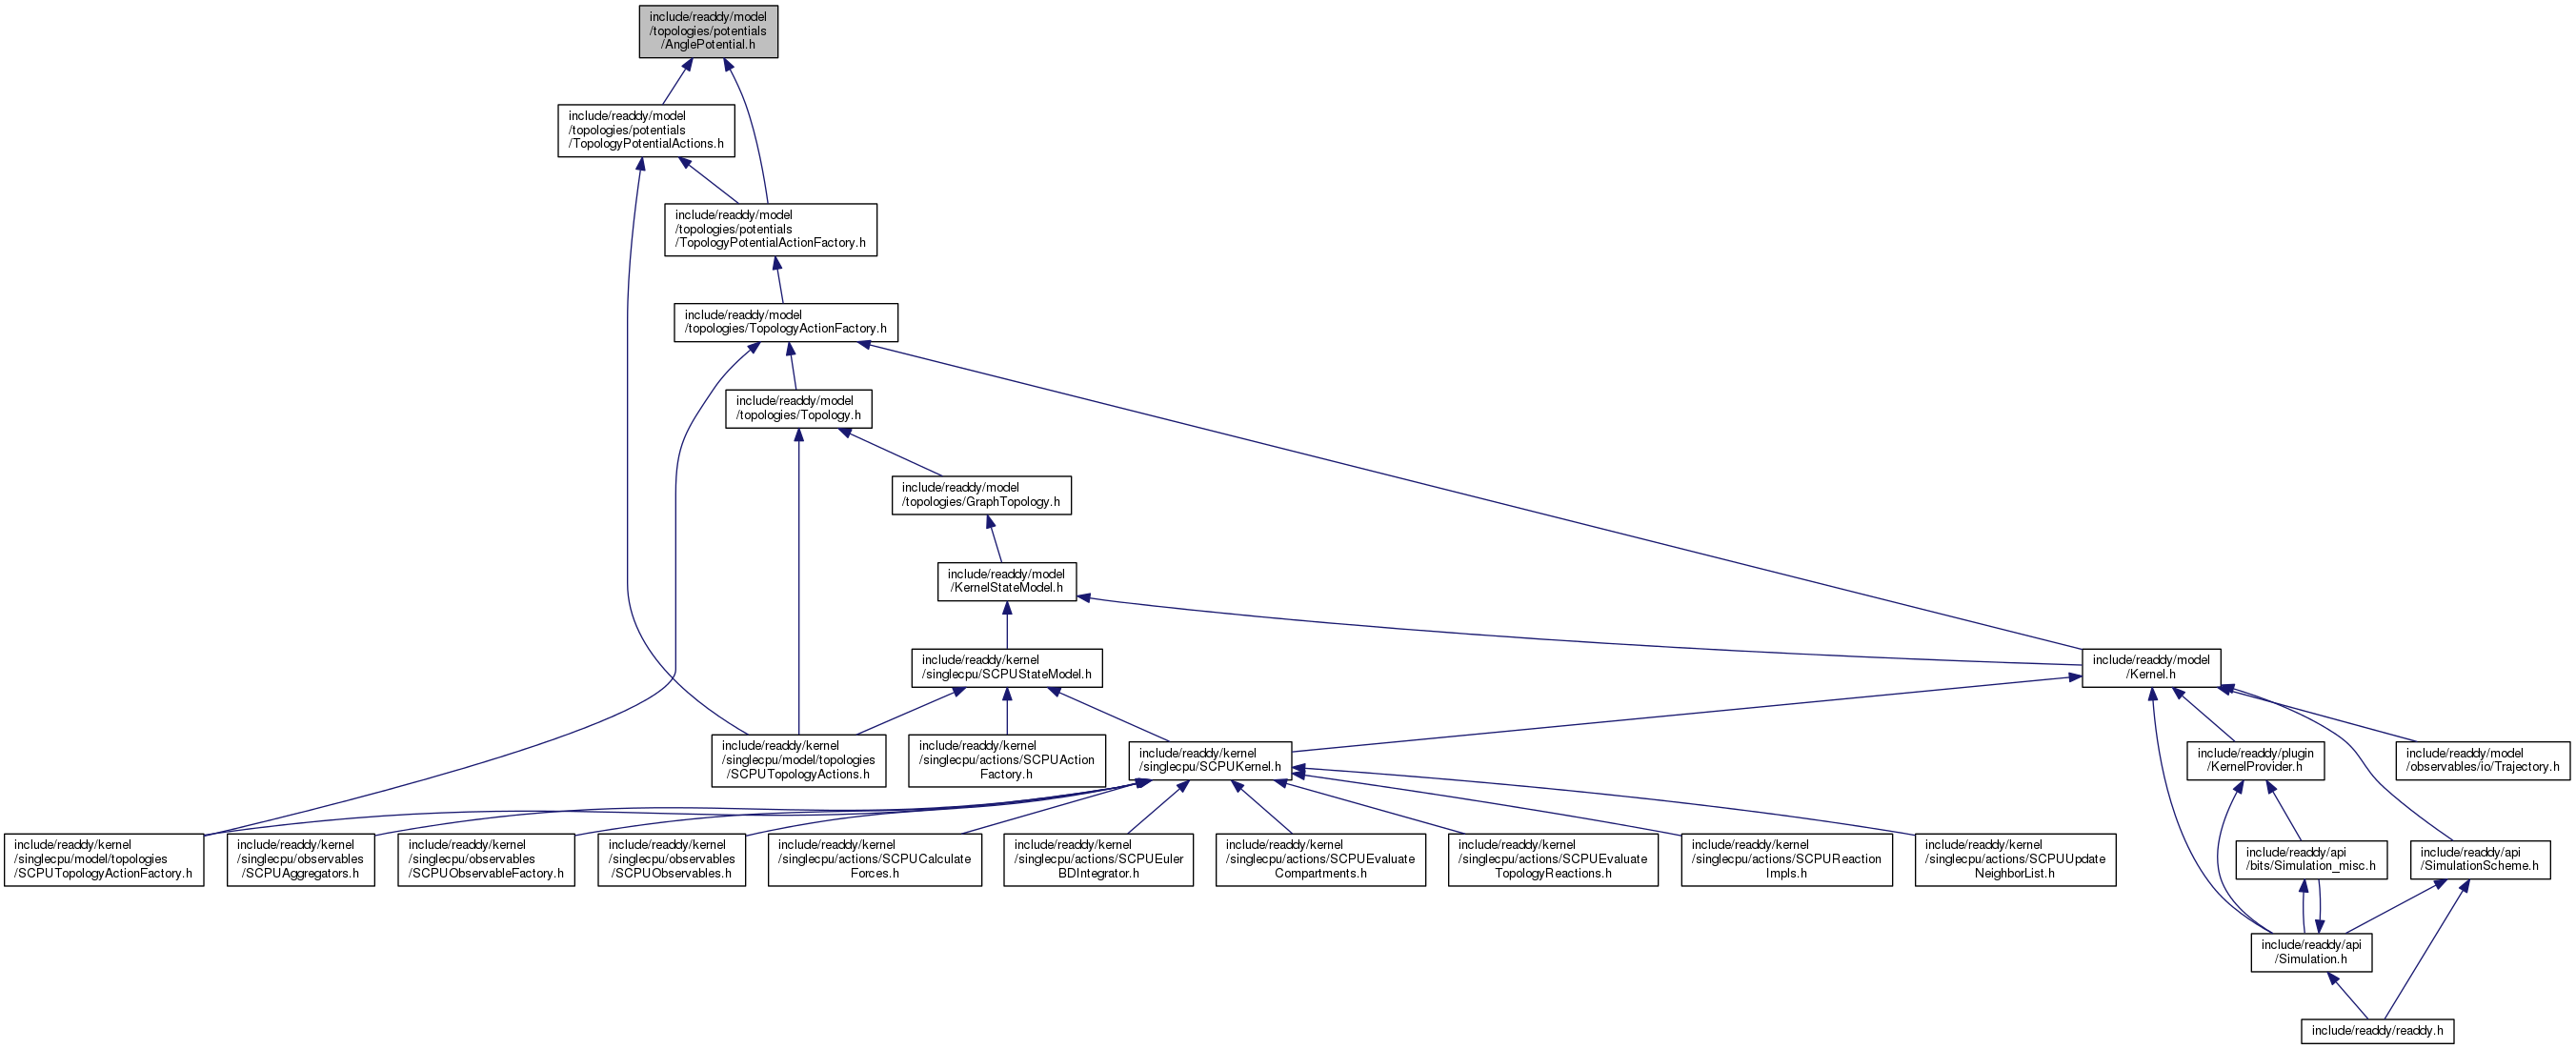 include/readdy/model
/topologies/potentials
/AnglePotential.h
include/readdy/model
/topologies/potentials
/TopologyPotentialActions.h
include/readdy/model
/topologies/potentials
/TopologyPotentialActionFactory.h
include/readdy/model
/topologies/TopologyActionFactory.h
include/readdy/model
/topologies/Topology.h
include/readdy/model
/topologies/GraphTopology.h
include/readdy/model
/KernelStateModel.h
include/readdy/kernel
/singlecpu/SCPUStateModel.h
include/readdy/model
/Kernel.h
include/readdy/kernel
/singlecpu/model/topologies
/SCPUTopologyActions.h
include/readdy/kernel
/singlecpu/actions/SCPUAction
Factory.h
include/readdy/kernel
/singlecpu/SCPUKernel.h
include/readdy/plugin
/KernelProvider.h
include/readdy/model
/observables/io/Trajectory.h
include/readdy/kernel
/singlecpu/model/topologies
/SCPUTopologyActionFactory.h
include/readdy/kernel
/singlecpu/observables
/SCPUAggregators.h
include/readdy/kernel
/singlecpu/observables
/SCPUObservableFactory.h
include/readdy/kernel
/singlecpu/observables
/SCPUObservables.h
include/readdy/kernel
/singlecpu/actions/SCPUCalculate
Forces.h
include/readdy/kernel
/singlecpu/actions/SCPUEuler
BDIntegrator.h
include/readdy/kernel
/singlecpu/actions/SCPUEvaluate
Compartments.h
include/readdy/kernel
/singlecpu/actions/SCPUEvaluate
TopologyReactions.h
include/readdy/kernel
/singlecpu/actions/SCPUReaction
Impls.h
include/readdy/kernel
/singlecpu/actions/SCPUUpdate
NeighborList.h
include/readdy/api
/bits/Simulation_misc.h
include/readdy/api
/SimulationScheme.h
include/readdy/api
/Simulation.h
include/readdy/readdy.h